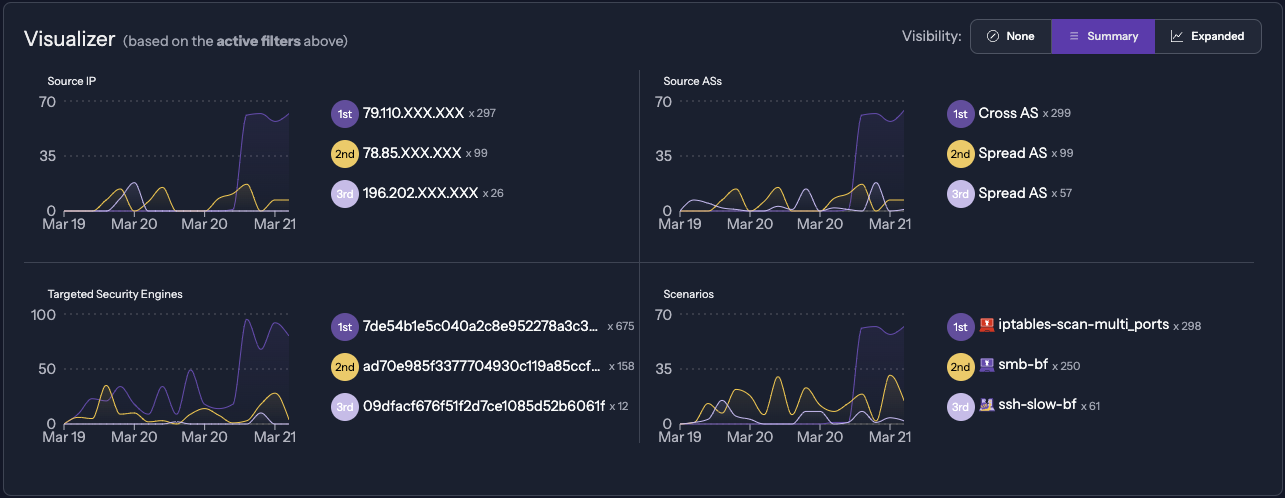 Visualizer (based on the active filters above)
Visibility: None Summary Expanded
Source IP
70
35
0
Mar 19 Mar 20 Mar 20 Mar 21
1st 79.110.XXX.XXX x 297
2nd 78.85.XXX.XXX x 99
3rd 196.202.XXX.XXX x 26
Source ASs
70
35
0
Mar 19 Mar 20 Mar 20 Mar 21
1st Cross AS x 299
2nd Spread AS x 99
3rd Spread AS x 57
Targeted Security Engines
100
50
0
Mar 19 Mar 20 Mar 20 Mar 21
1st 7de54b1e5c040a2c8e952278a3c3... x 675
2nd ad70e985f3377704930c119a85ccf... x 158
3rd 09dfacf676f51f2d7ce1085d52b6061f x 12
Scenarios
70
35
0
Mar 19 Mar 20 Mar 20 Mar 21
1st iptables-scan-multi_ports x 298
2nd smb-bf x 250
3rd ssh-slow-bf x 61